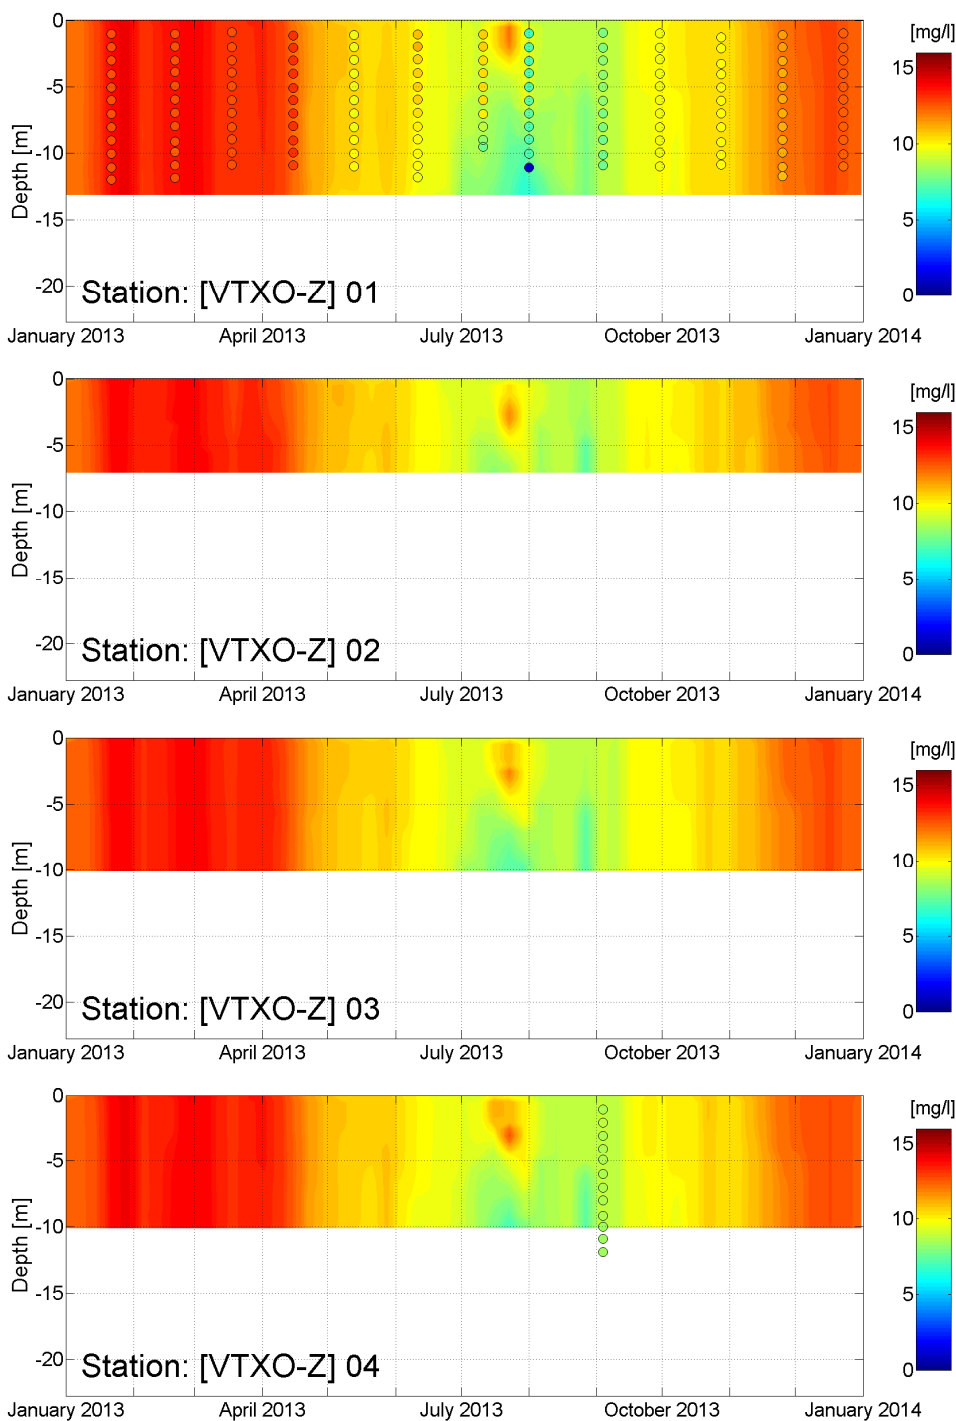 [mg/l]
0
-5
-10
-15
-20
Depth [m]
15
10
5
0
Station: [VTXO-Z] 01
January 2013 April 2013 July 2013 October 2013 January 2014
[mg/l]
0
-5
-10
-15
-20
Depth [m]
15
10
5
0
Station: [VTXO-Z] 02
January 2013 April 2013 July 2013 October 2013 January 2014
[mg/l]
0
-5
-10
-15
-20
Depth [m]
15
10
5
0
Station: [VTXO-Z] 03
January 2013 April 2013 July 2013 October 2013 January 2014
[mg/l]
0
-5
-10
-15
-20
Depth [m]
15
10
5
0
Station: [VTXO-Z] 04
January 2013 April 2013 July 2013 October 2013 January 2014